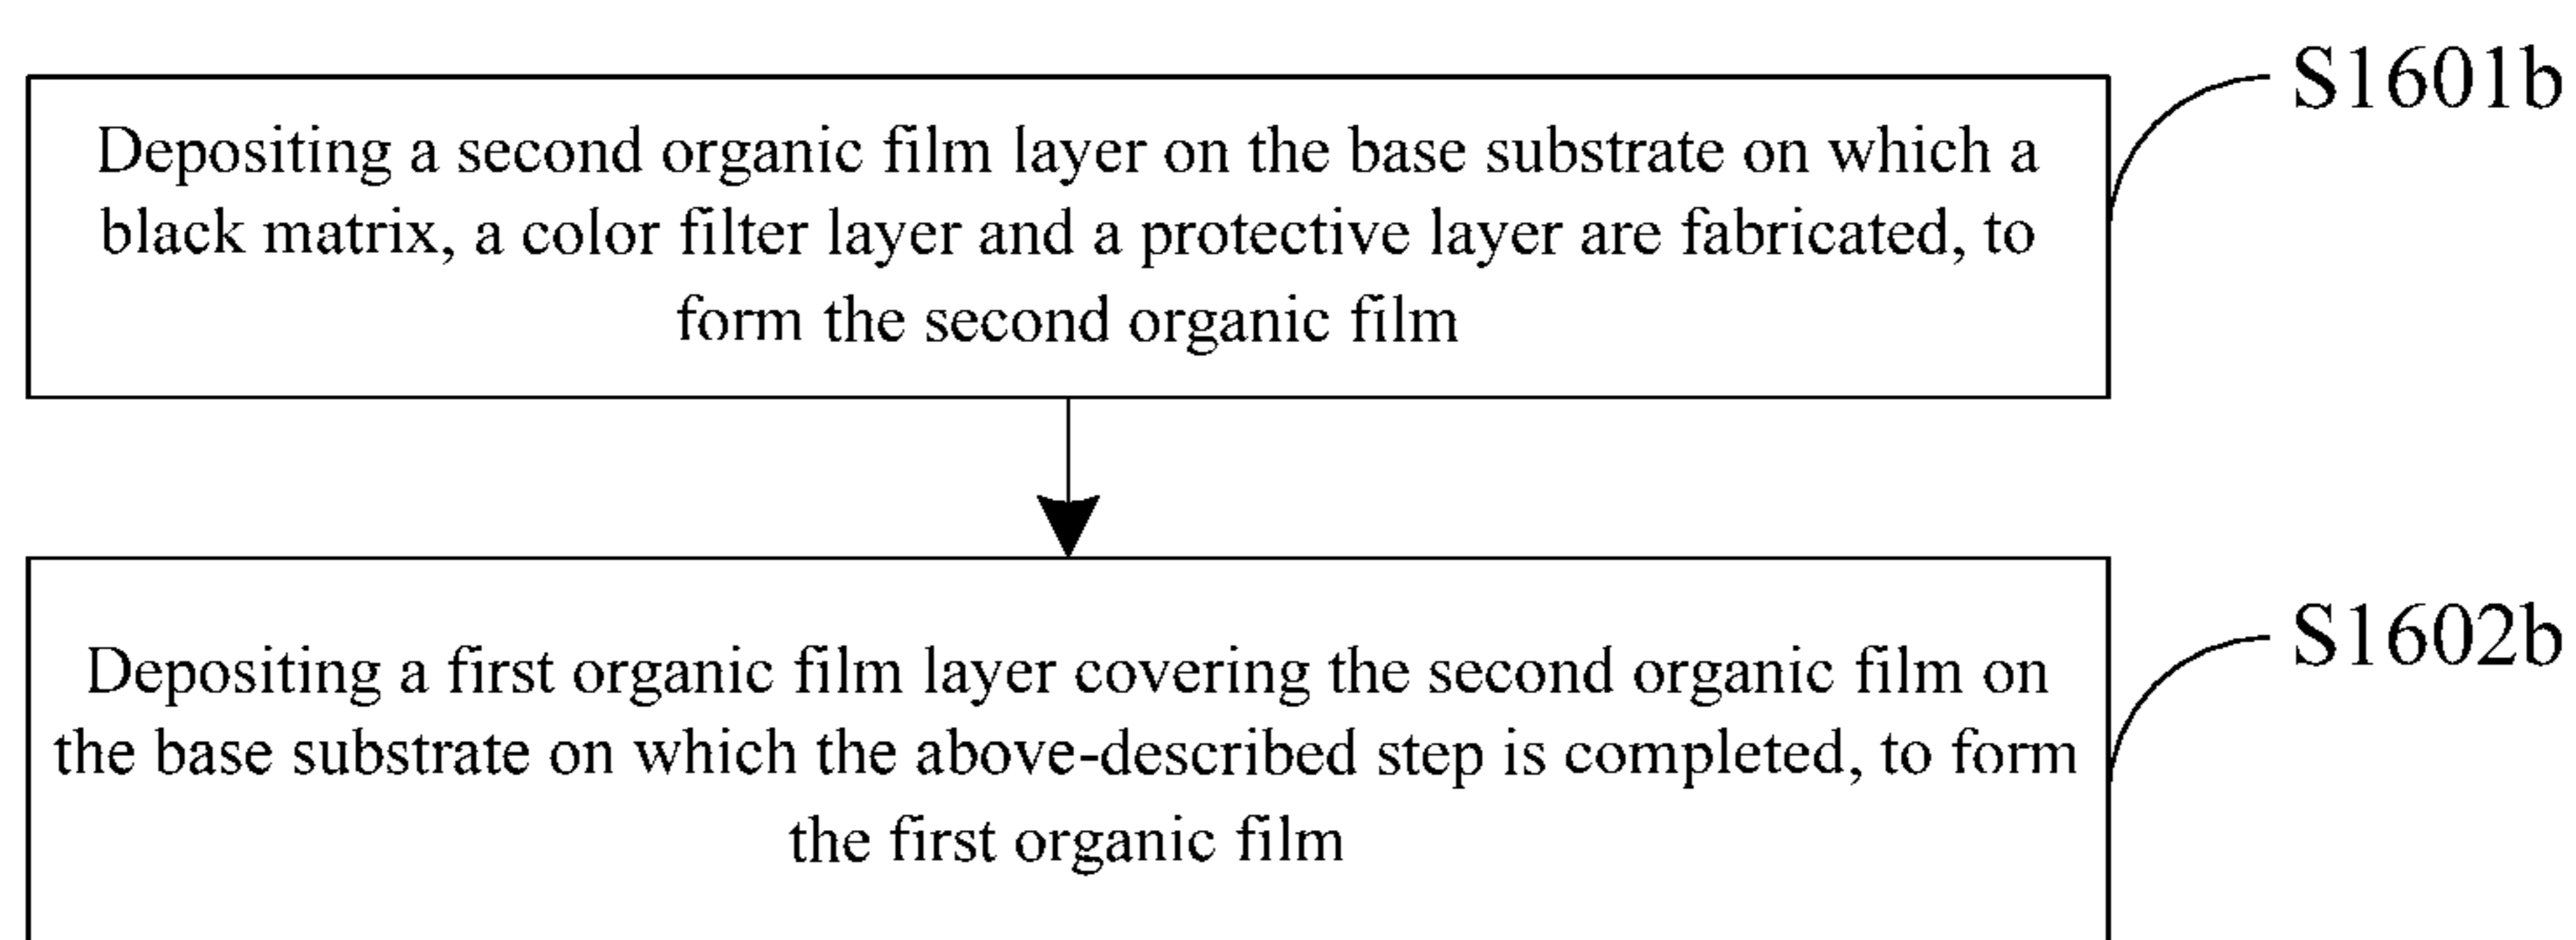 S1601b
Depositing a second organic film layer on the base substrate on which a
black matrix, a color filter layer and a protective layer are fabricated, to
form the second organic film
S1602b
Depositing a first organic film layer covering the second organic film on
the base substrate on which the above-described step is completed, to form
the first organic film